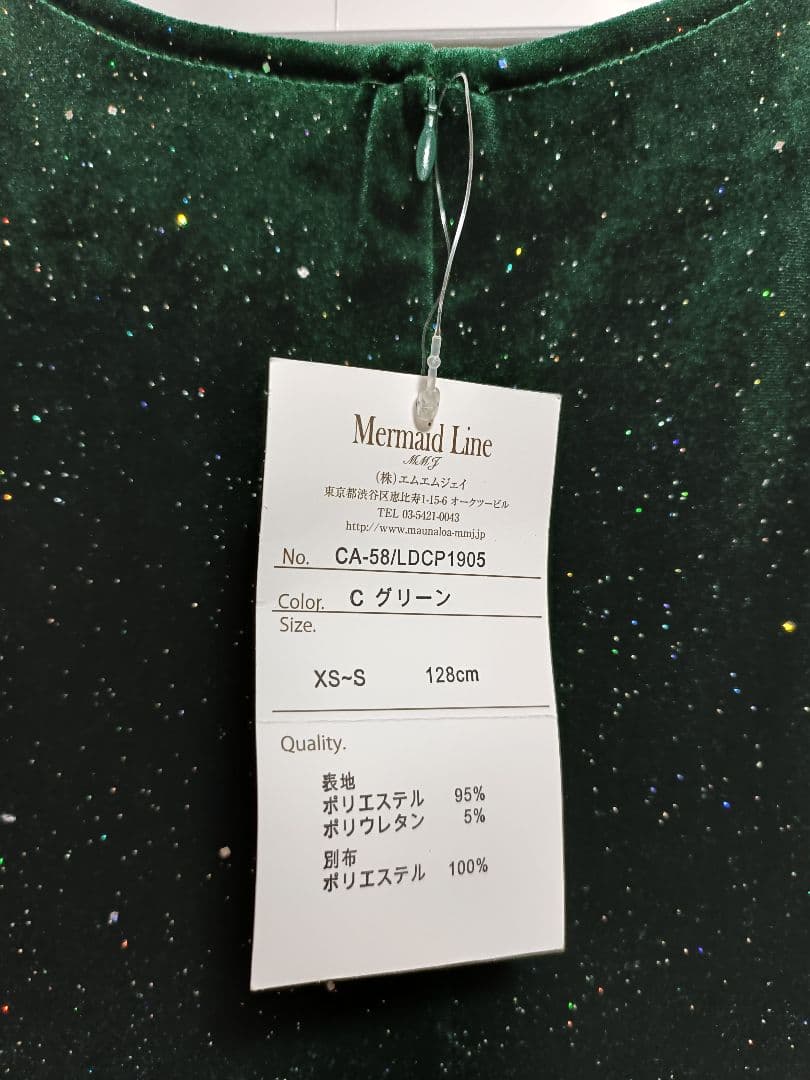 Mermaid Line
MMJ
(株)エムエムジェイ
東京都渋谷区恵比寿1-15-6 オークツービル
TEL 03-5421-0043
http://www.maunaloa-mmj.jp
No. CA-58/LDCP1905
Color. C グリーン
Size.
XS~S 128cm
Quality.
表地
ポリエステル 95%
ポリウレタン 5%
別布
ポリエステル 100%